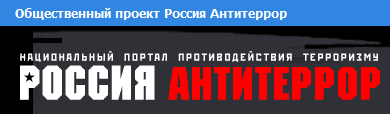 Общественный проект Россия Антитеррор
НАЦИОНАЛЬНЫЙ ПОРТАЛ ПРОТИВОДЕЙСТВИЯ ТЕРРОРИЗМУ
РОССИЯ АНТИТЕРРОР